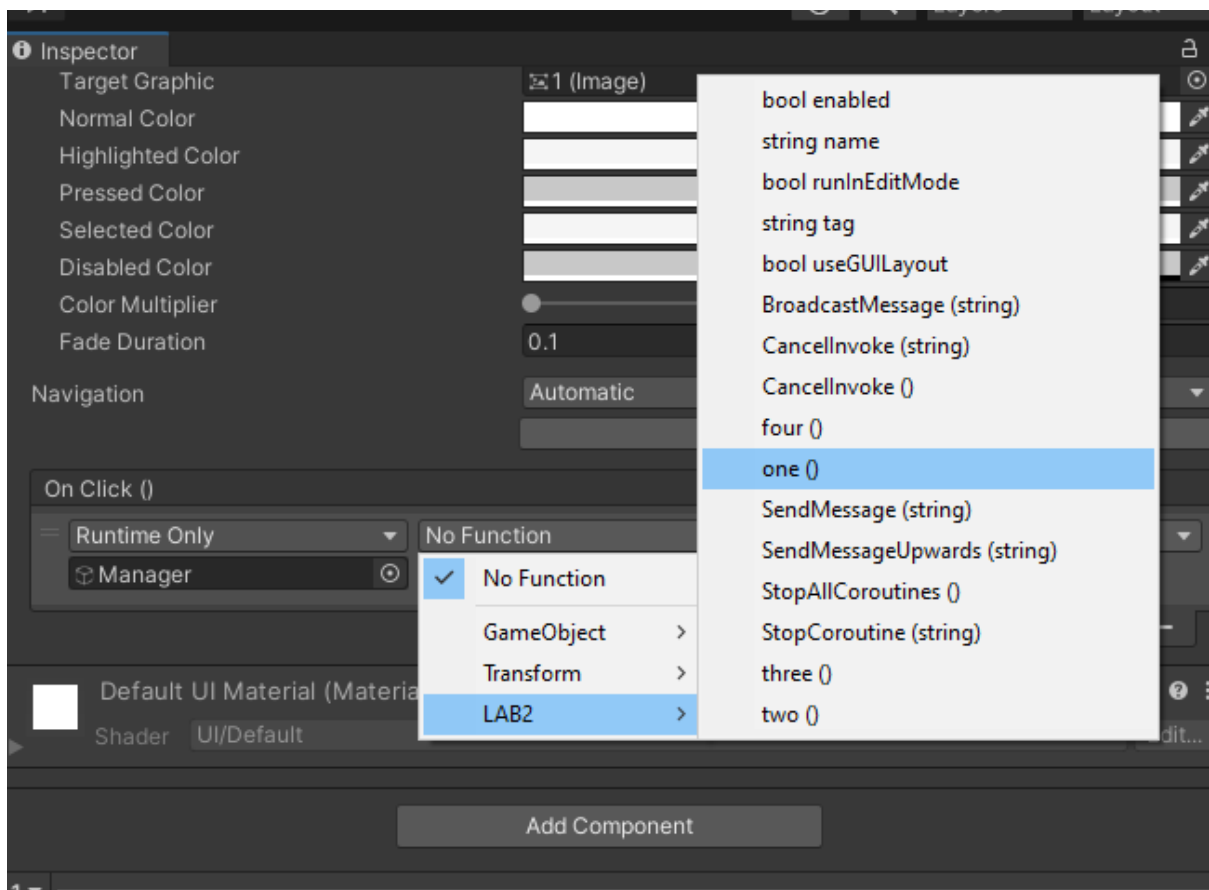 Inspector
Target Graphic
1 (Image)
Normal Color
Highlighted Color
Pressed Color
Selected Color
Disabled Color
Color Multiplier
Fade Duration
0.1
Navigation
Automatic
On Click ()
Runtime Only
No Function
Manager
No Function
GameObject
Transform
LAB2
bool enabled
string name
bool runInEditMode
string tag
bool useGUILayout
BroadcastMessage (string)
CancelInvoke (string)
CancelInvoke ()
four ()
one ()
SendMessage (string)
SendMessageUpwards (string)
StopAllCoroutines ()
StopCoroutine (string)
three ()
two ()
Default UI Material (Materia
Shader
UI/Default
dit...
Add Component